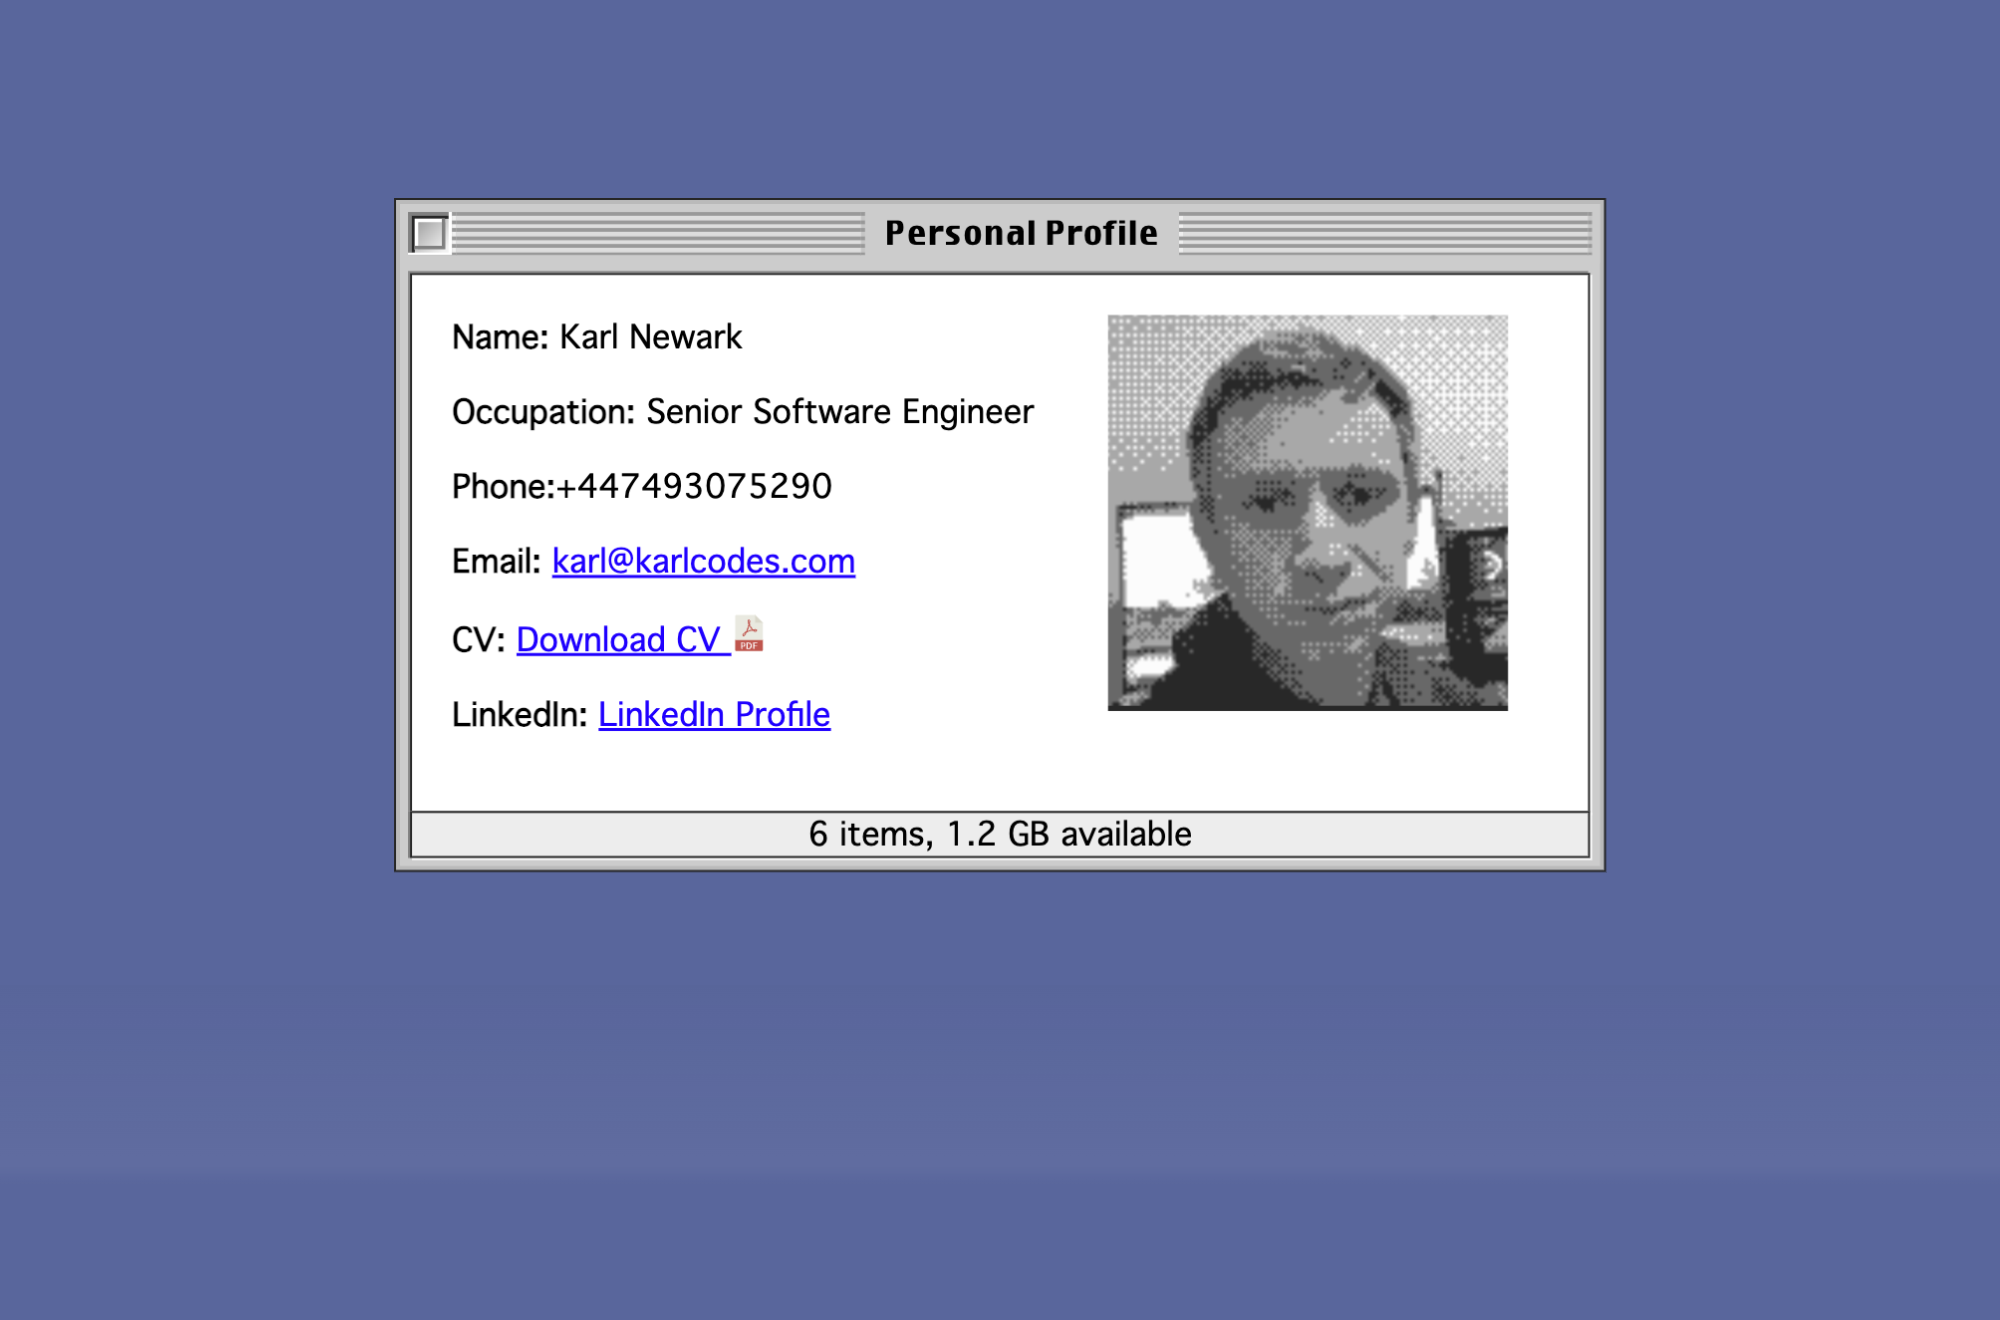 Personal Profile
Name: Karl Newark
Occupation: Senior Software Engineer
Phone:+447493075290
Email: karl@karlcodes.com
CV: Download CV PDF
LinkedIn: LinkedIn Profile
6 items, 1.2 GB available